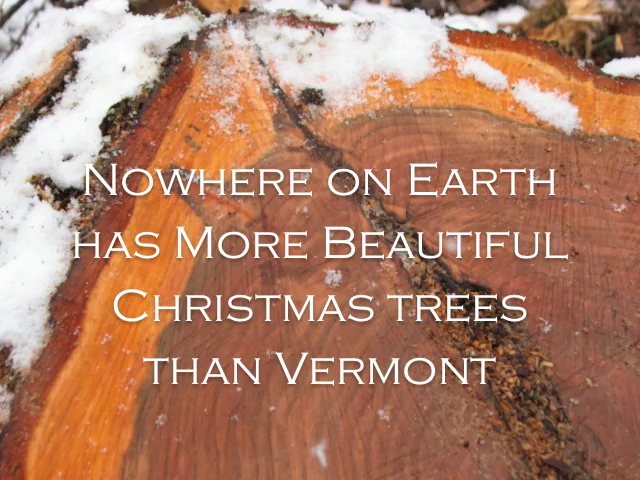 Nowhere on Earth
has More Beautiful
Christmas trees
than Vermont